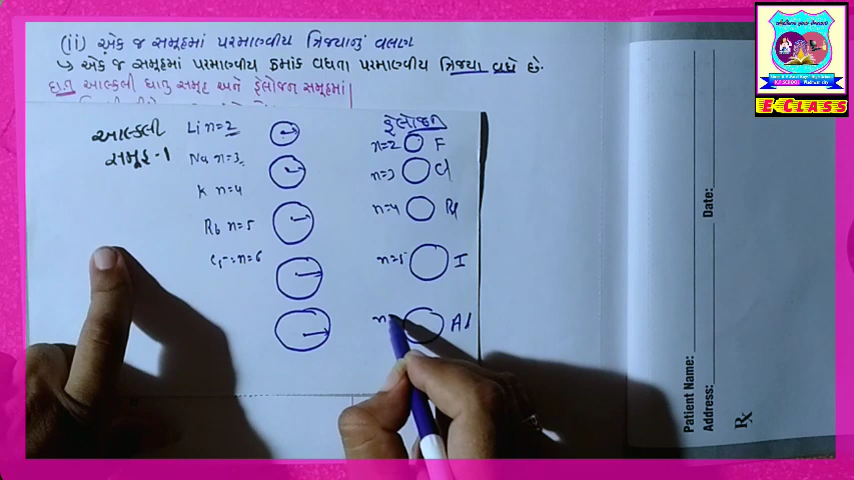 (ii) એક જ સમૂહમાં પરમાણ્વીય ત્રિજ્યાનું વલણ
→ એક જ સમૂહમાં પરમાણ્વીય ક્રમાંક વધતા પરમાણ્વીય ત્રિજ્યા વધે છે.
દા.ત આલ્કલી ધાતુ સમૂહ અને હેલોજન સમૂહમાં
આલ્કલી
સમૂહ-1
Li n=2
Na n=3
K n=4
Rb n=5
Cs n=6
હેલોજન
n=2 F
n=3 Cl
n=4
n=5 I
n=
E CLASS
Patient Name:
Address:
Date:
Rx